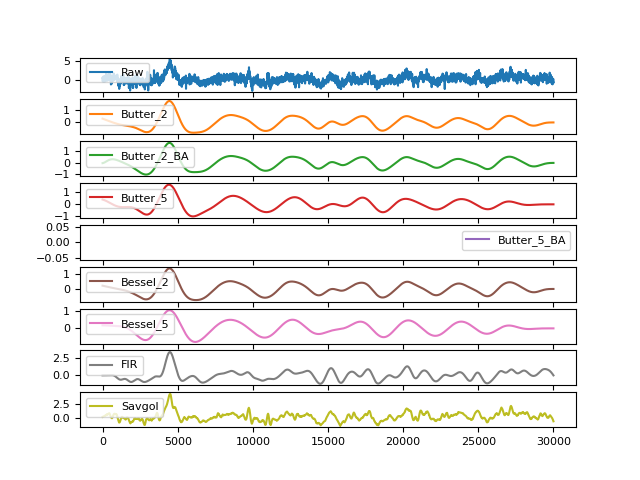 5
0
Raw
1
0
Butter_2
1
0
−1
Butter_2_BA
1
0
−1
Butter_5
0.05
0.00
−0.05
Butter_5_BA
1
0
Bessel_2
1
0
Bessel_5
2.5
0.0
FIR
2.5
0.0
Savgol
0 5000 10000 15000 20000 25000 30000